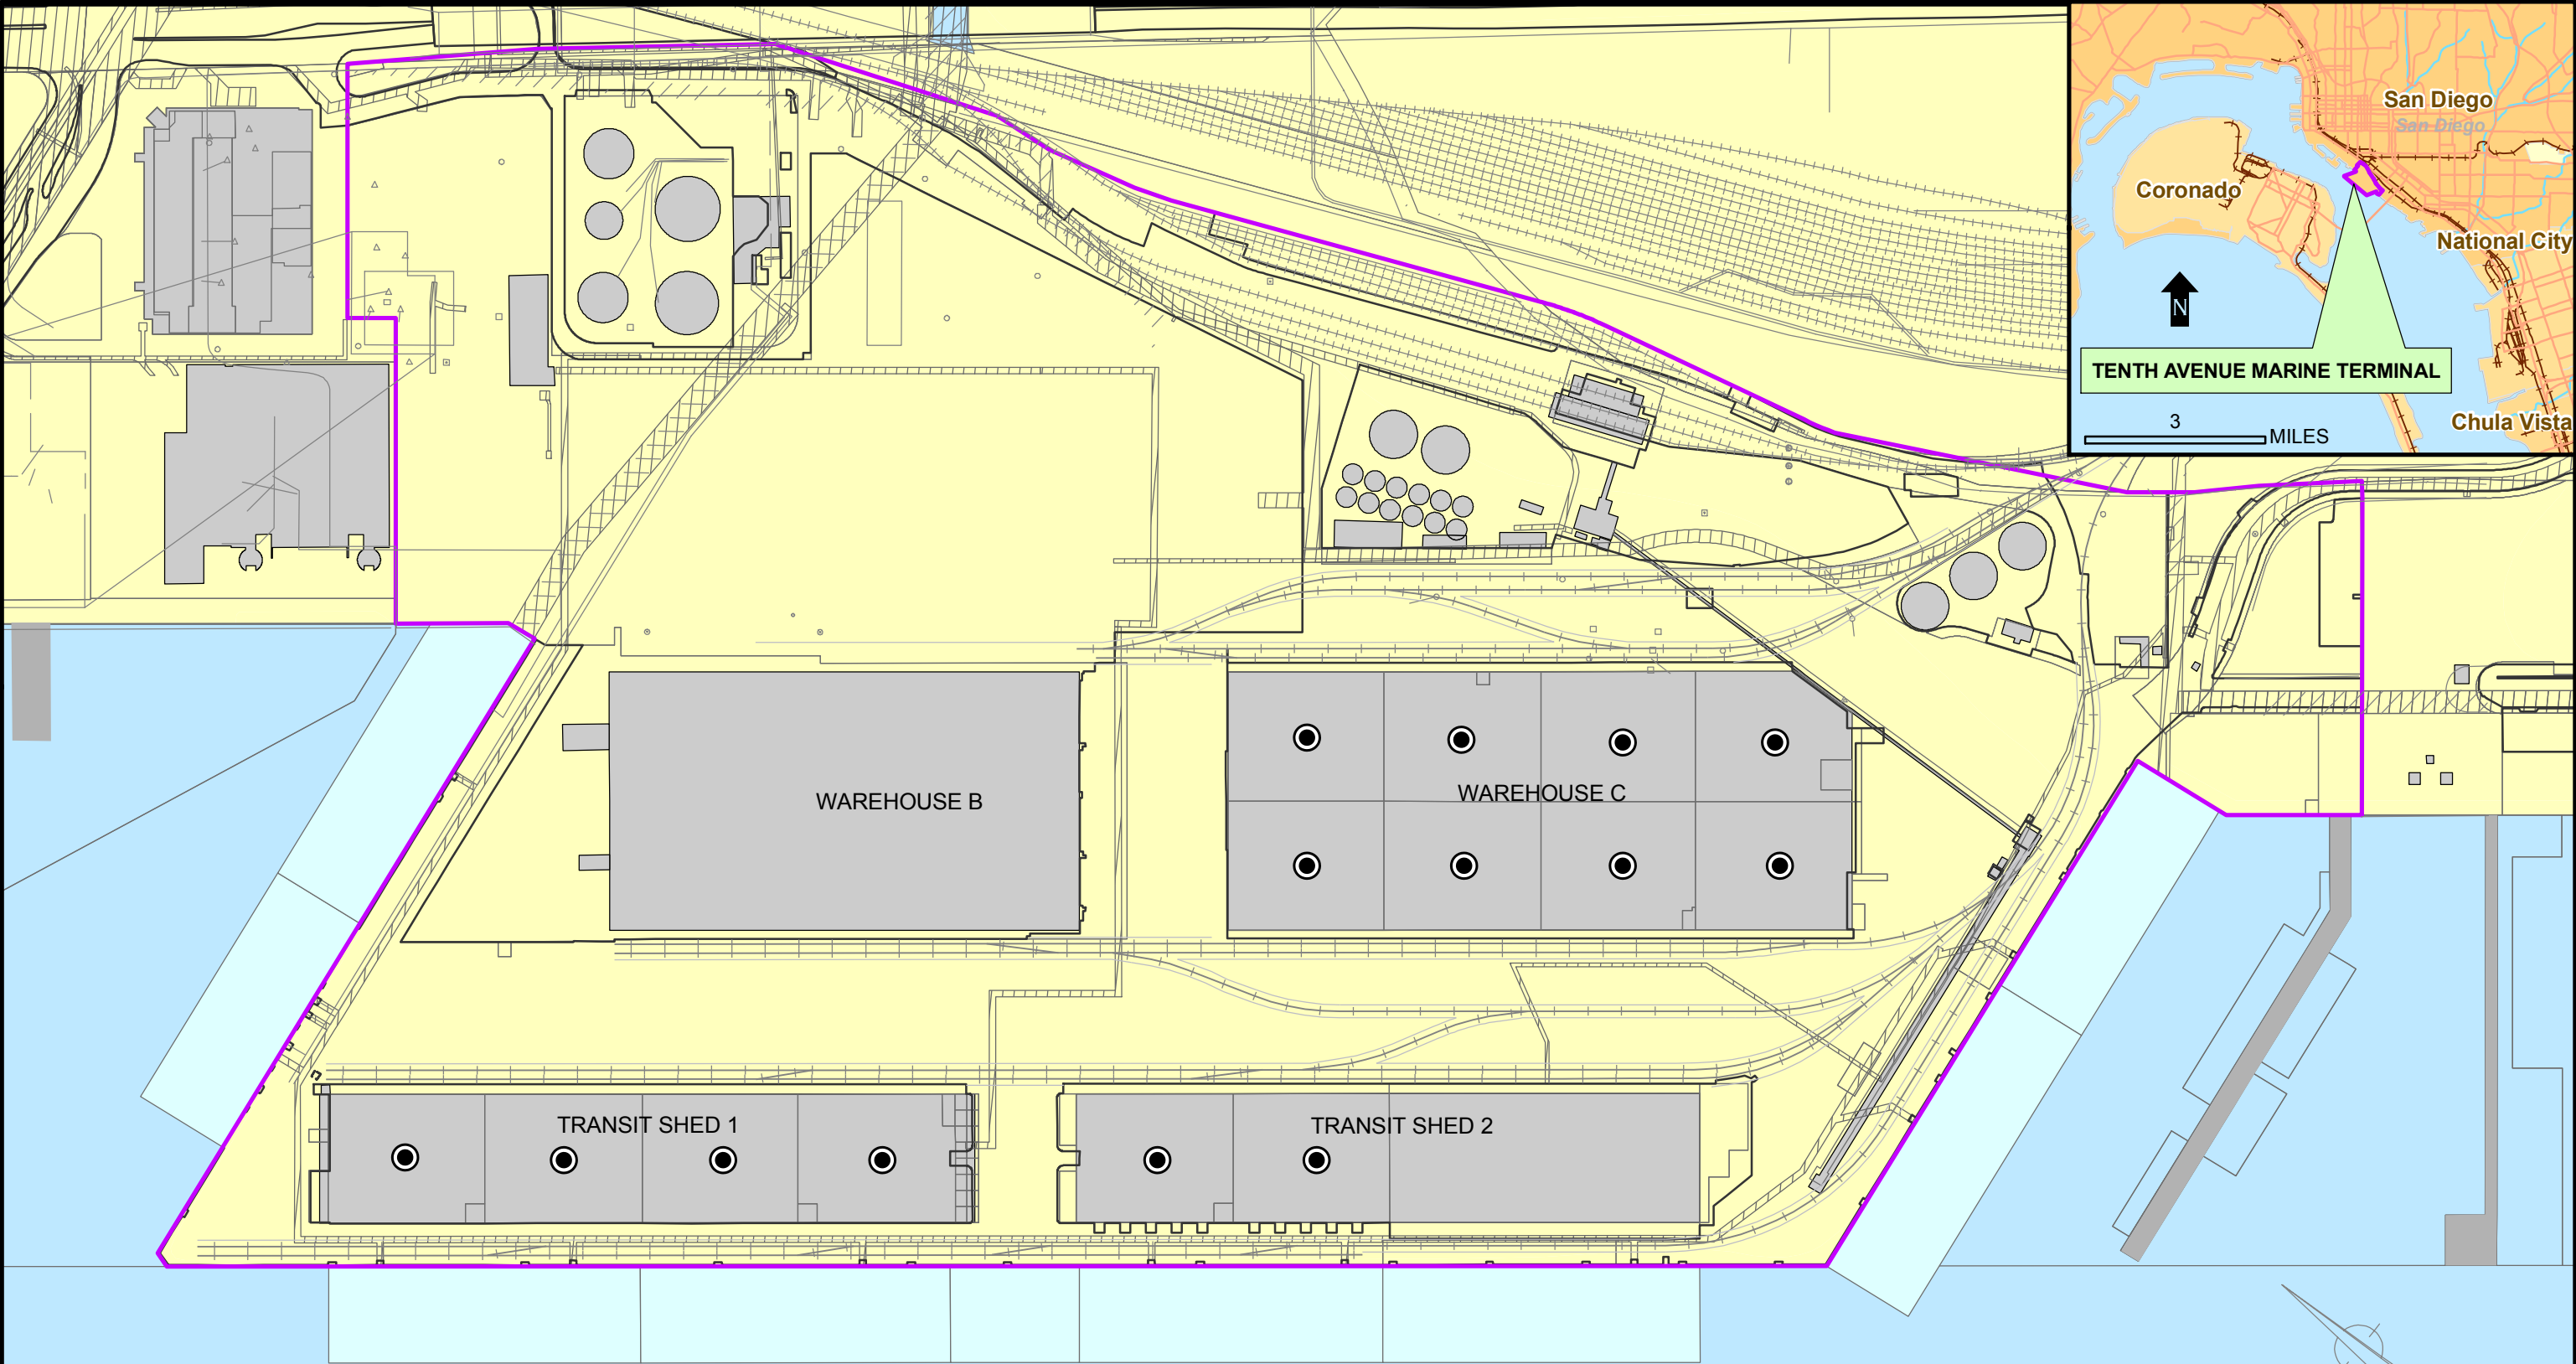 San Diego
San Diego
Coronado
National City
N
TENTH AVENUE MARINE TERMINAL
3
MILES
Chula Vista
WAREHOUSE B
WAREHOUSE C
TRANSIT SHED 1
TRANSIT SHED 2